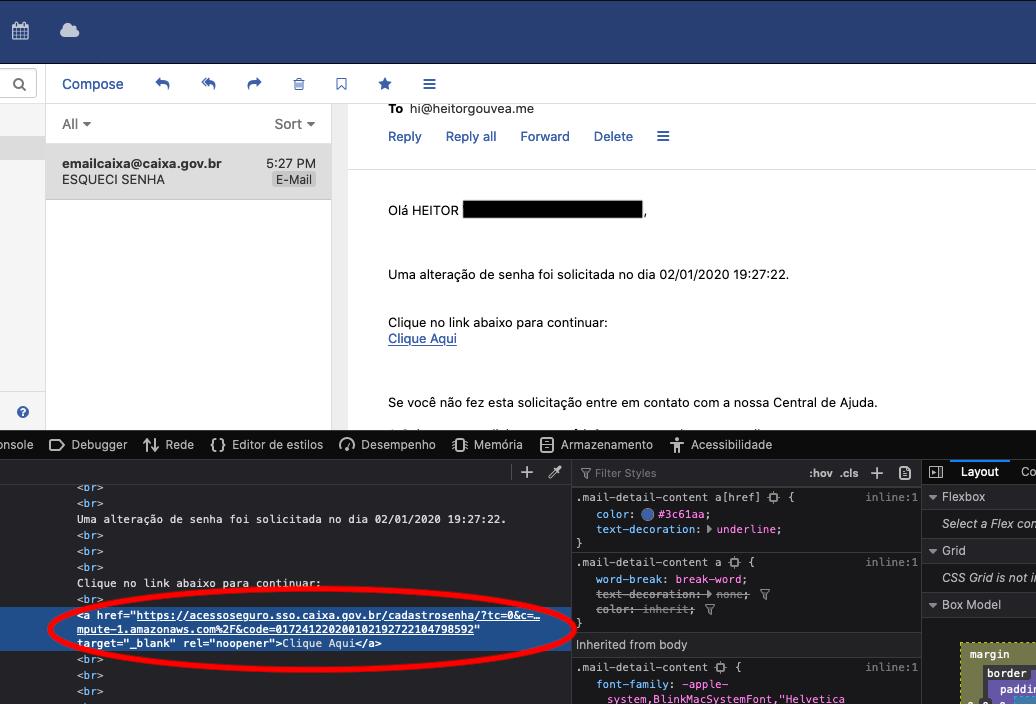 Compose
To hi@heitorgouvea.me
All Sort
Reply Reply all Forward Delete
emailcaixa@caixa.gov.br 5:27 PM
ESQUECI SENHA E-Mail
Olá HEITOR ,
Uma alteração de senha foi solicitada no dia 02/01/2020 19:27:22.
Clique no link abaixo para continuar:
Clique Aqui
Se você não fez esta solicitação entre em contato com a nossa Central de Ajuda.
?
onsole Debugger Rede {} Editor de estilos Desempenho Memória Armazenamento Acessibilidade
+
<br>
<br>
Uma alteração de senha foi solicitada no dia 02/01/2020 19:27:22.
<br>
<br>
<br>
Clique no link abaixo para continuar:
<br>
<a href="https://acessoseguro.sso.caixa.gov.br/cadastrosenha/?tc=0&c=…
mpute-1.amazonaws.com%2F&code=017241220200102192722104798592"
target="_blank" rel="noopener">Clique Aqui</a>
<br>
<br>
<br>
Filter Styles :hov .cls +
.mail-detail-content a[href] { inline:1
color: #3c61aa;
text-decoration: underline;
}
.mail-detail-content a { inline:1
word-break: break-word;
text-decoration: none;
color: inherit;
}
Inherited from body
.mail-detail-content { inline:1
font-family: -apple-
system,BlinkMacSystemFont,"Helvetica
Layout Co
Flexbox
Select a Flex con
Grid
CSS Grid is not i
Box Model
margin
border
paddin